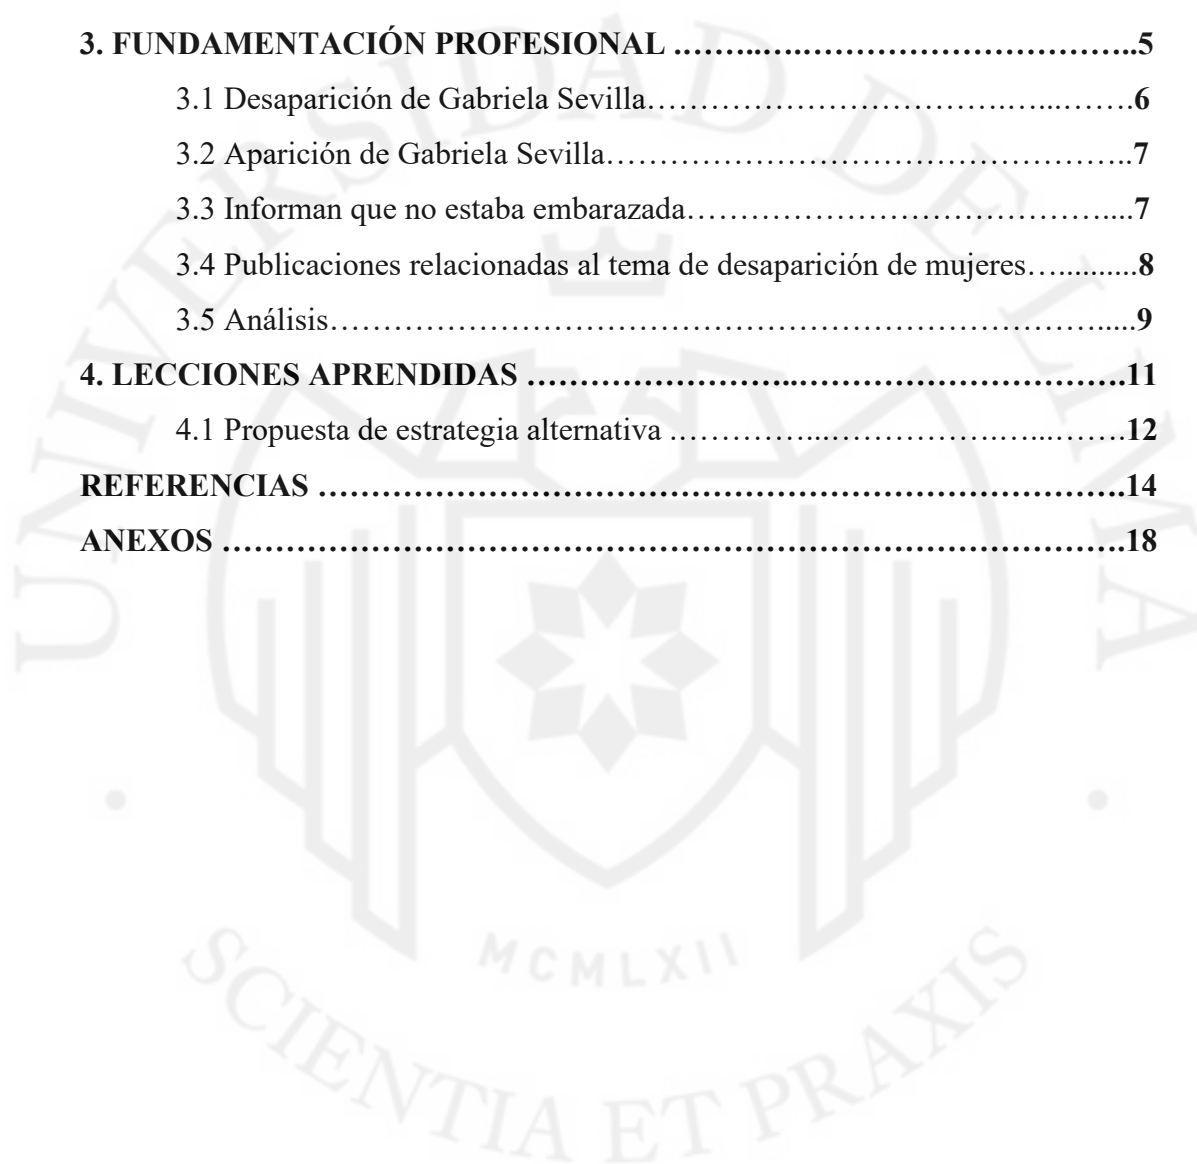 3. FUNDAMENTACIÓN PROFESIONAL ……...….…………………………..5
3.1 Desaparición de Gabriela Sevilla…………………………….…...…….6
3.2 Aparición de Gabriela Sevilla……………………………………………..7
3.3 Informan que no estaba embarazada…………………………………....7
3.4 Publicaciones relacionadas al tema de desaparición de mujeres…..........8
3.5 Análisis…………………………………………………………………….....9
4. LECCIONES APRENDIDAS ……………………...………………………….11
4.1 Propuesta de estrategia alternativa .…………...……………….…...…….12
REFERENCIAS …………………………………………………………………….14
ANEXOS …………………………………………………………………………….18
UNIVERSIDAD DE LIMA
MCMLXII
SCIENTIA ET PRAXIS